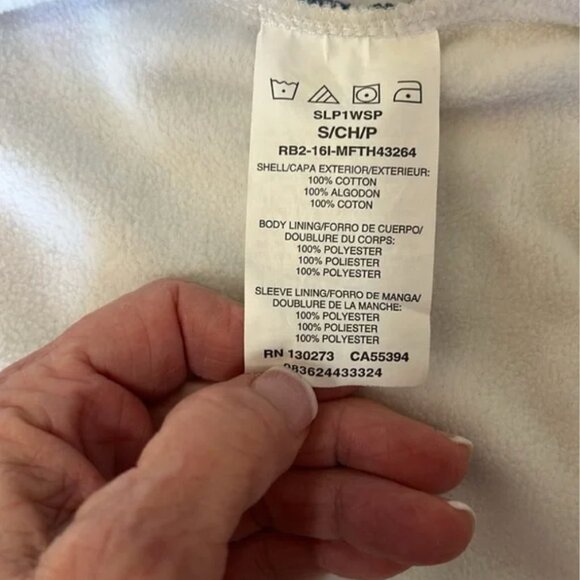 SLP1WSP
S/CH/P
RB2-16I-MFTH43264
SHELL/CAPA EXTERIOR/EXTERIEUR:
100% COTTON
100% ALGODON
100% COTON
BODY LINING/FORRO DE CUERPO/
DOUBLURE DU CORPS:
100% POLYESTER
100% POLIESTER
100% POLYESTER
SLEEVE LINING/FORRO DE MANGA/
DOUBLURE DE LA MANCHE:
100% POLYESTER
100% POLIESTER
100% POLYESTER
RN 130273 CA55394